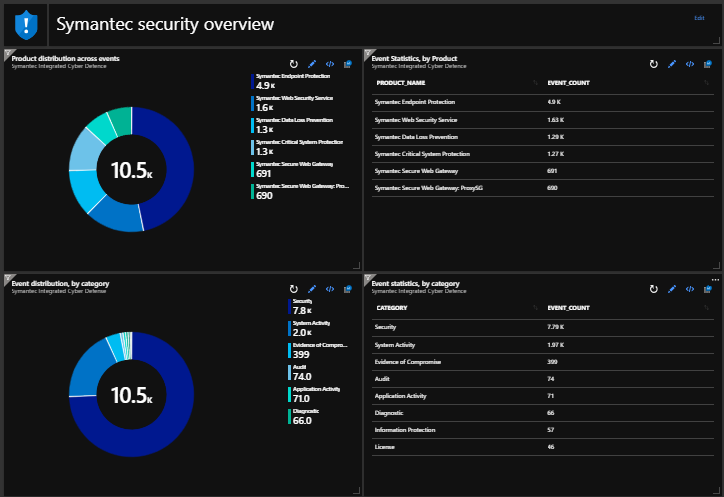 Symantec security overview
Edit
Product distribution across events
Symantec Integrated Cyber Defence
10.5K
Symantec Endpoint Protection
4.9 K
Symantec Web Security Service
1.6 K
Symantec Data Loss Prevention
1.3 K
Symantec Critical System Protection
1.3 K
Symantec Secure Web Gateway
691
Symantec Secure Web Gateway: Pro...
690
Event Statistics, by Product
Symantec Integrated Cyber Defence
PRODUCT_NAME EVENT_COUNT
Symantec Endpoint Protection 4.9 K
Symantec Web Security Service 1.63 K
Symantec Data Loss Prevention 1.29 K
Symantec Critical System Protection 1.27 K
Symantec Secure Web Gateway 691
Symantec Secure Web Gateway: ProxySG 690
Event distribution, by category
Symantec Integrated Cyber Defense
10.5K
Security
7.8 K
System Activity
2.0 K
Evidence of Compro...
399
Audit
74.0
Application Activity
71.0
Diagnostic
66.0
Event statistics, by category
Symantec Integrated Cyber Defence
CATEGORY EVENT_COUNT
Security 7.79 K
System Activity 1.97 K
Evidence of Compromise 399
Audit 74
Application Activity 71
Diagnostic 66
Information Protection 57
License 46